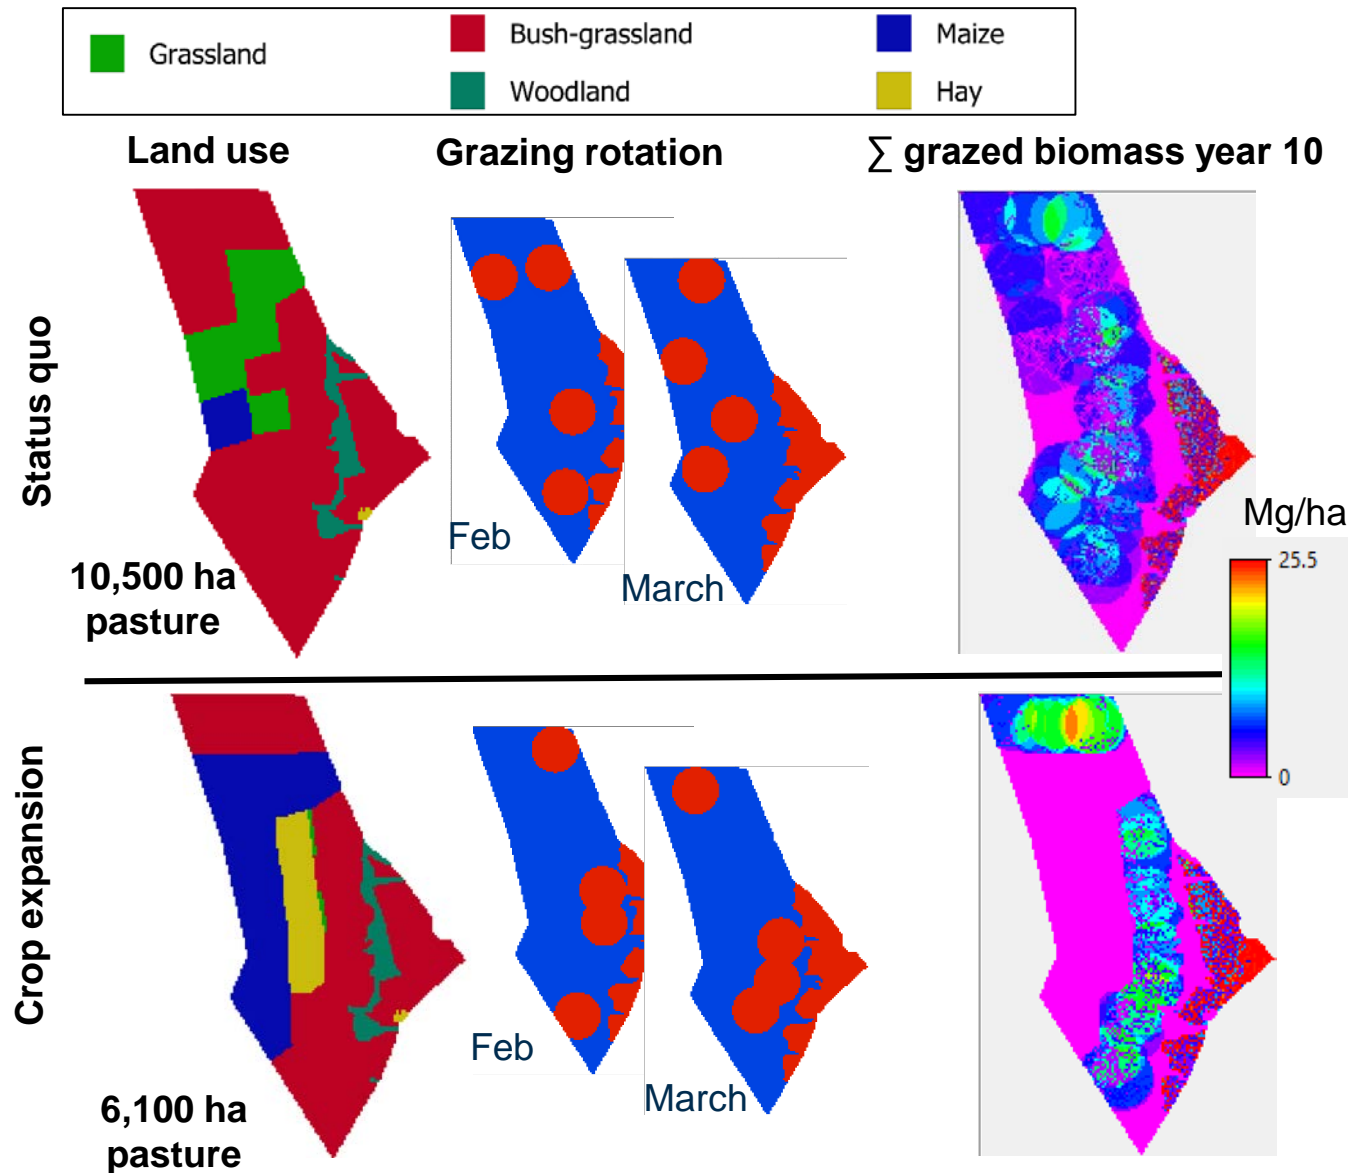 Grassland
Bush-grassland
Maize
Woodland
Hay
Land use
Grazing rotation
∑ grazed biomass year 10
Status quo
Feb
March
10,500 ha
pasture
Mg/ha
25.5
0
Crop expansion
Feb
March
6,100 ha
pasture